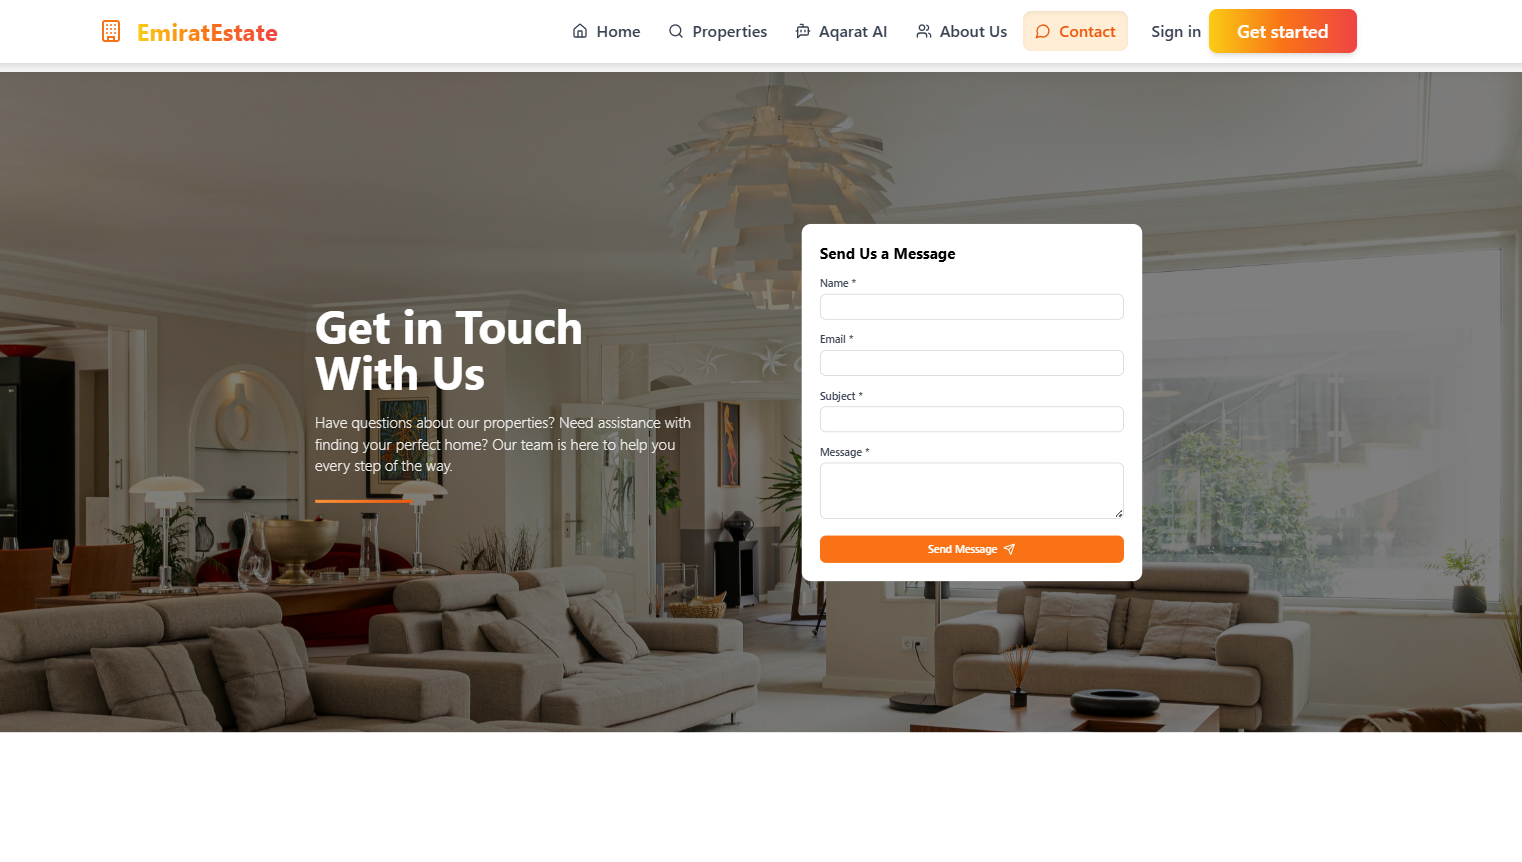 EmiratEstate
Home
Properties
Aqarat AI
About Us
Contact
Sign in
Get started
Get in Touch
With Us
Have questions about our properties? Need assistance with
finding your perfect home? Our team is here to help you
every step of the way.
Send Us a Message
Name *
Email *
Subject *
Message *
Send Message